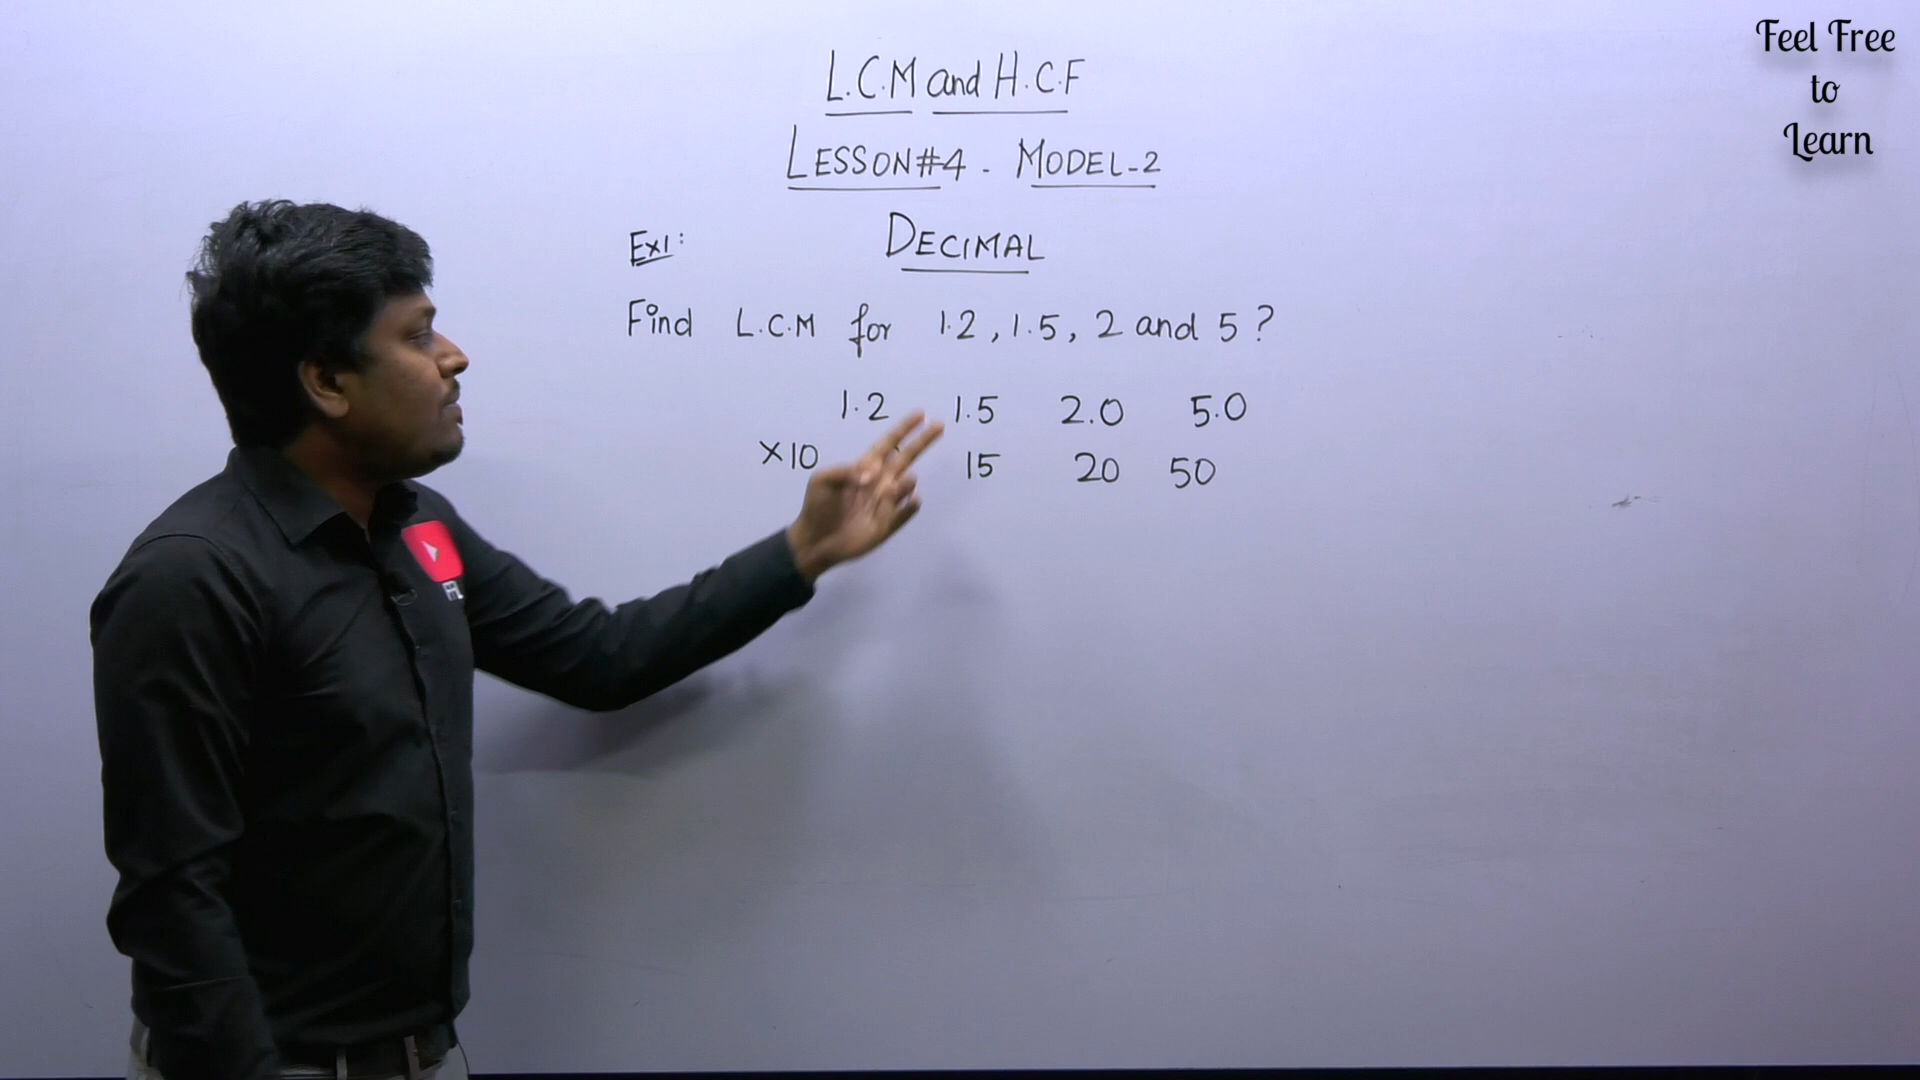 Feel Free
to
Learn
L.C.M and H.C.F
LESSON#4 - MODEL-2
DECIMAL
Ex1:
Find L.C.M for 1.2, 1.5, 2 and 5?
1.2 1.5 2.0 5.0
×10 15 20 50